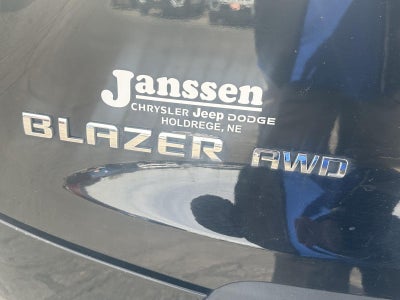 Janssen
CHRYSLER Jeep DODGE
HOLDREGE, NE
BLAZER AWD